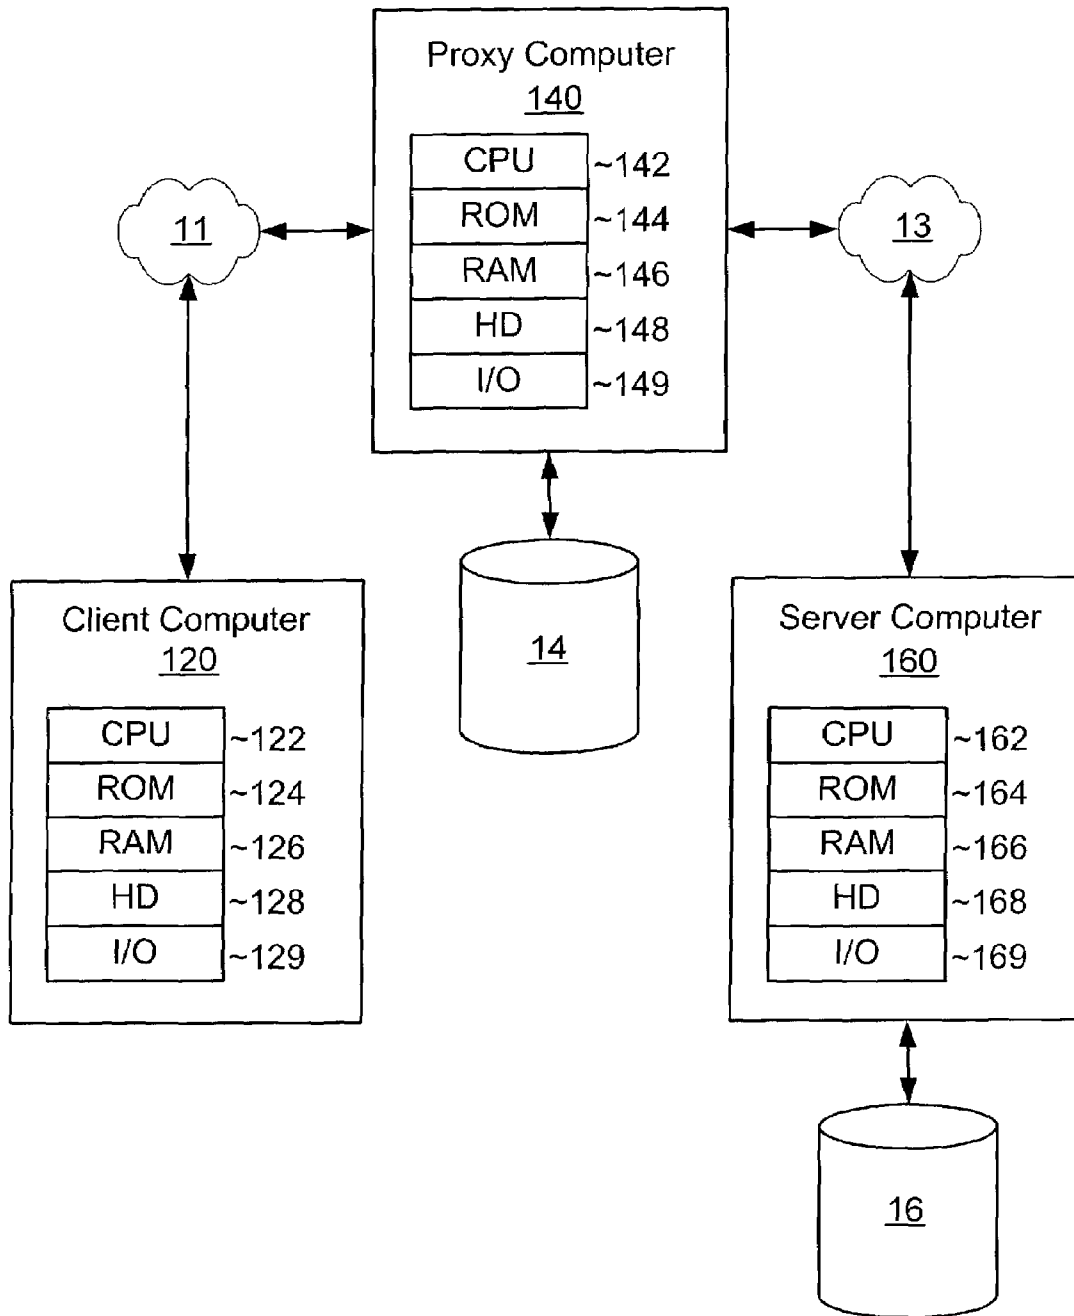 Proxy Computer
140
CPU ~142
ROM ~144
RAM ~146
HD ~148
I/O ~149
11
13
14
Client Computer
120
CPU ~122
ROM ~124
RAM ~126
HD ~128
I/O ~129
Server Computer
160
CPU ~162
ROM ~164
RAM ~166
HD ~168
I/O ~169
16